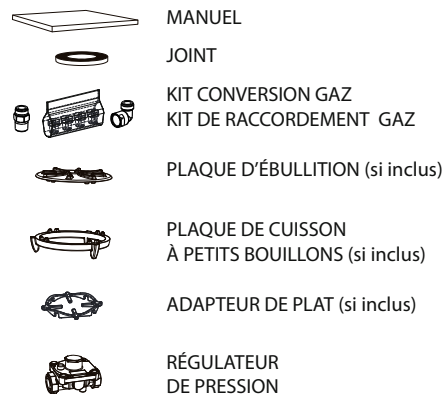 MANUEL
JOINT
KIT CONVERSION GAZ
KIT DE RACCORDEMENT GAZ
PLAQUE D'ÉBULLITION (si inclus)
PLAQUE DE CUISSON
À PETITS BOUILLONS (si inclus)
ADAPTEUR DE PLAT (si inclus)
RÉGULATEUR
DE PRESSION